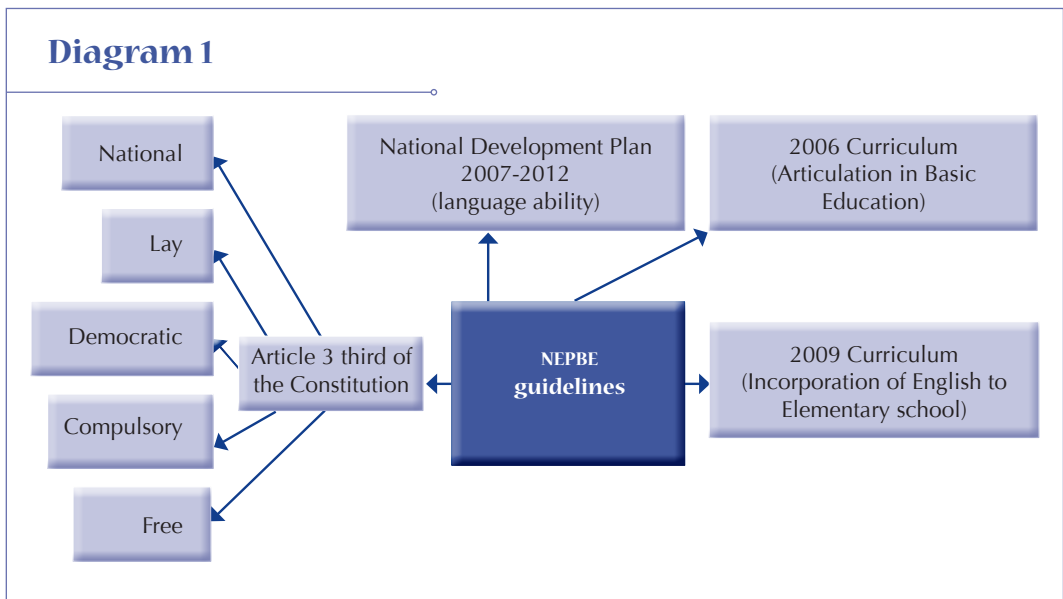 Diagram 1
National
Lay
Democratic
Compulsory
Free
Article 3 third of
the Constitution
National Development Plan
2007-2012
(language ability)
2006 Curriculum
(Articulation in Basic
Education)
NEPBE
guidelines
2009 Curriculum
(Incorporation of English to
Elementary school)